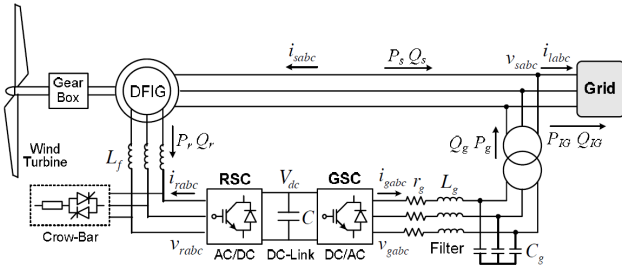 i_sabc
P_s Q_s
v_sabc
i_labc
Gear
Box
DFIG
Grid
Wind
Turbine
L_f
P_r Q_r
Q_g P_g
P_IG Q_IG
i_rabc
RSC
V_dc
GSC
i_gabc
r_g
L_g
C
Crow-Bar
v_rabc
AC/DC
DC-Link
DC/AC
v_gabc
Filter
C_g